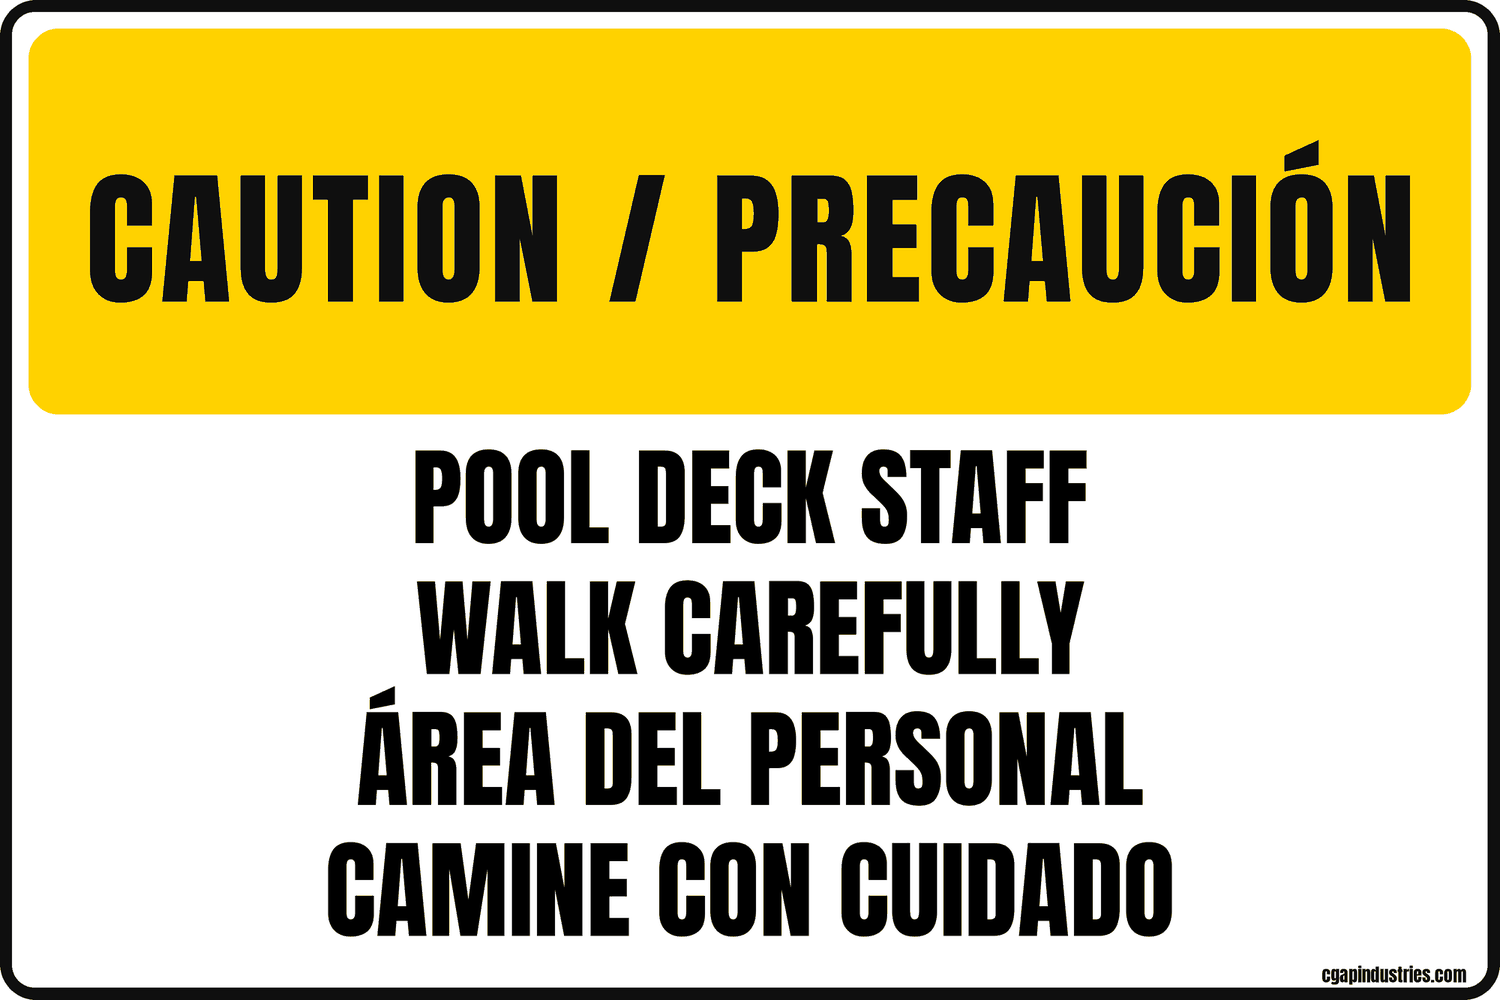 CAUTION / PRECAUCIÓN
POOL DECK STAFF
WALK CAREFULLY
ÁREA DEL PERSONAL
CAMINE CON CUIDADO
cgapindustries.com